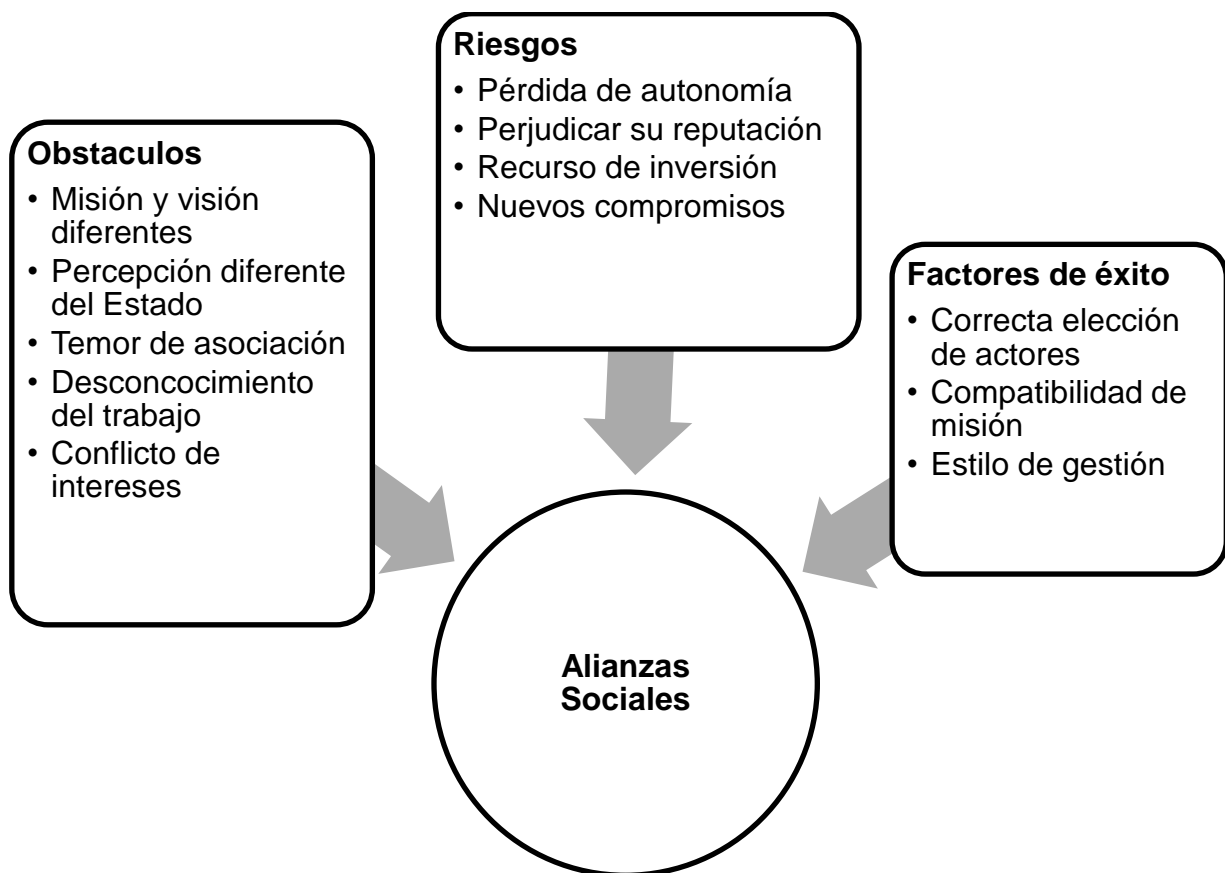 Riesgos
• Pérdida de autonomía
• Perjudicar su reputación
• Recurso de inversión
• Nuevos compromisos
Obstaculos
• Misión y visión
diferentes
• Percepción diferente
del Estado
• Temor de asociación
• Desconcocimiento
del trabajo
• Conflicto de
intereses
Factores de éxito
• Correcta elección
de actores
• Compatibilidad de
misión
• Estilo de gestión
Alianzas
Sociales